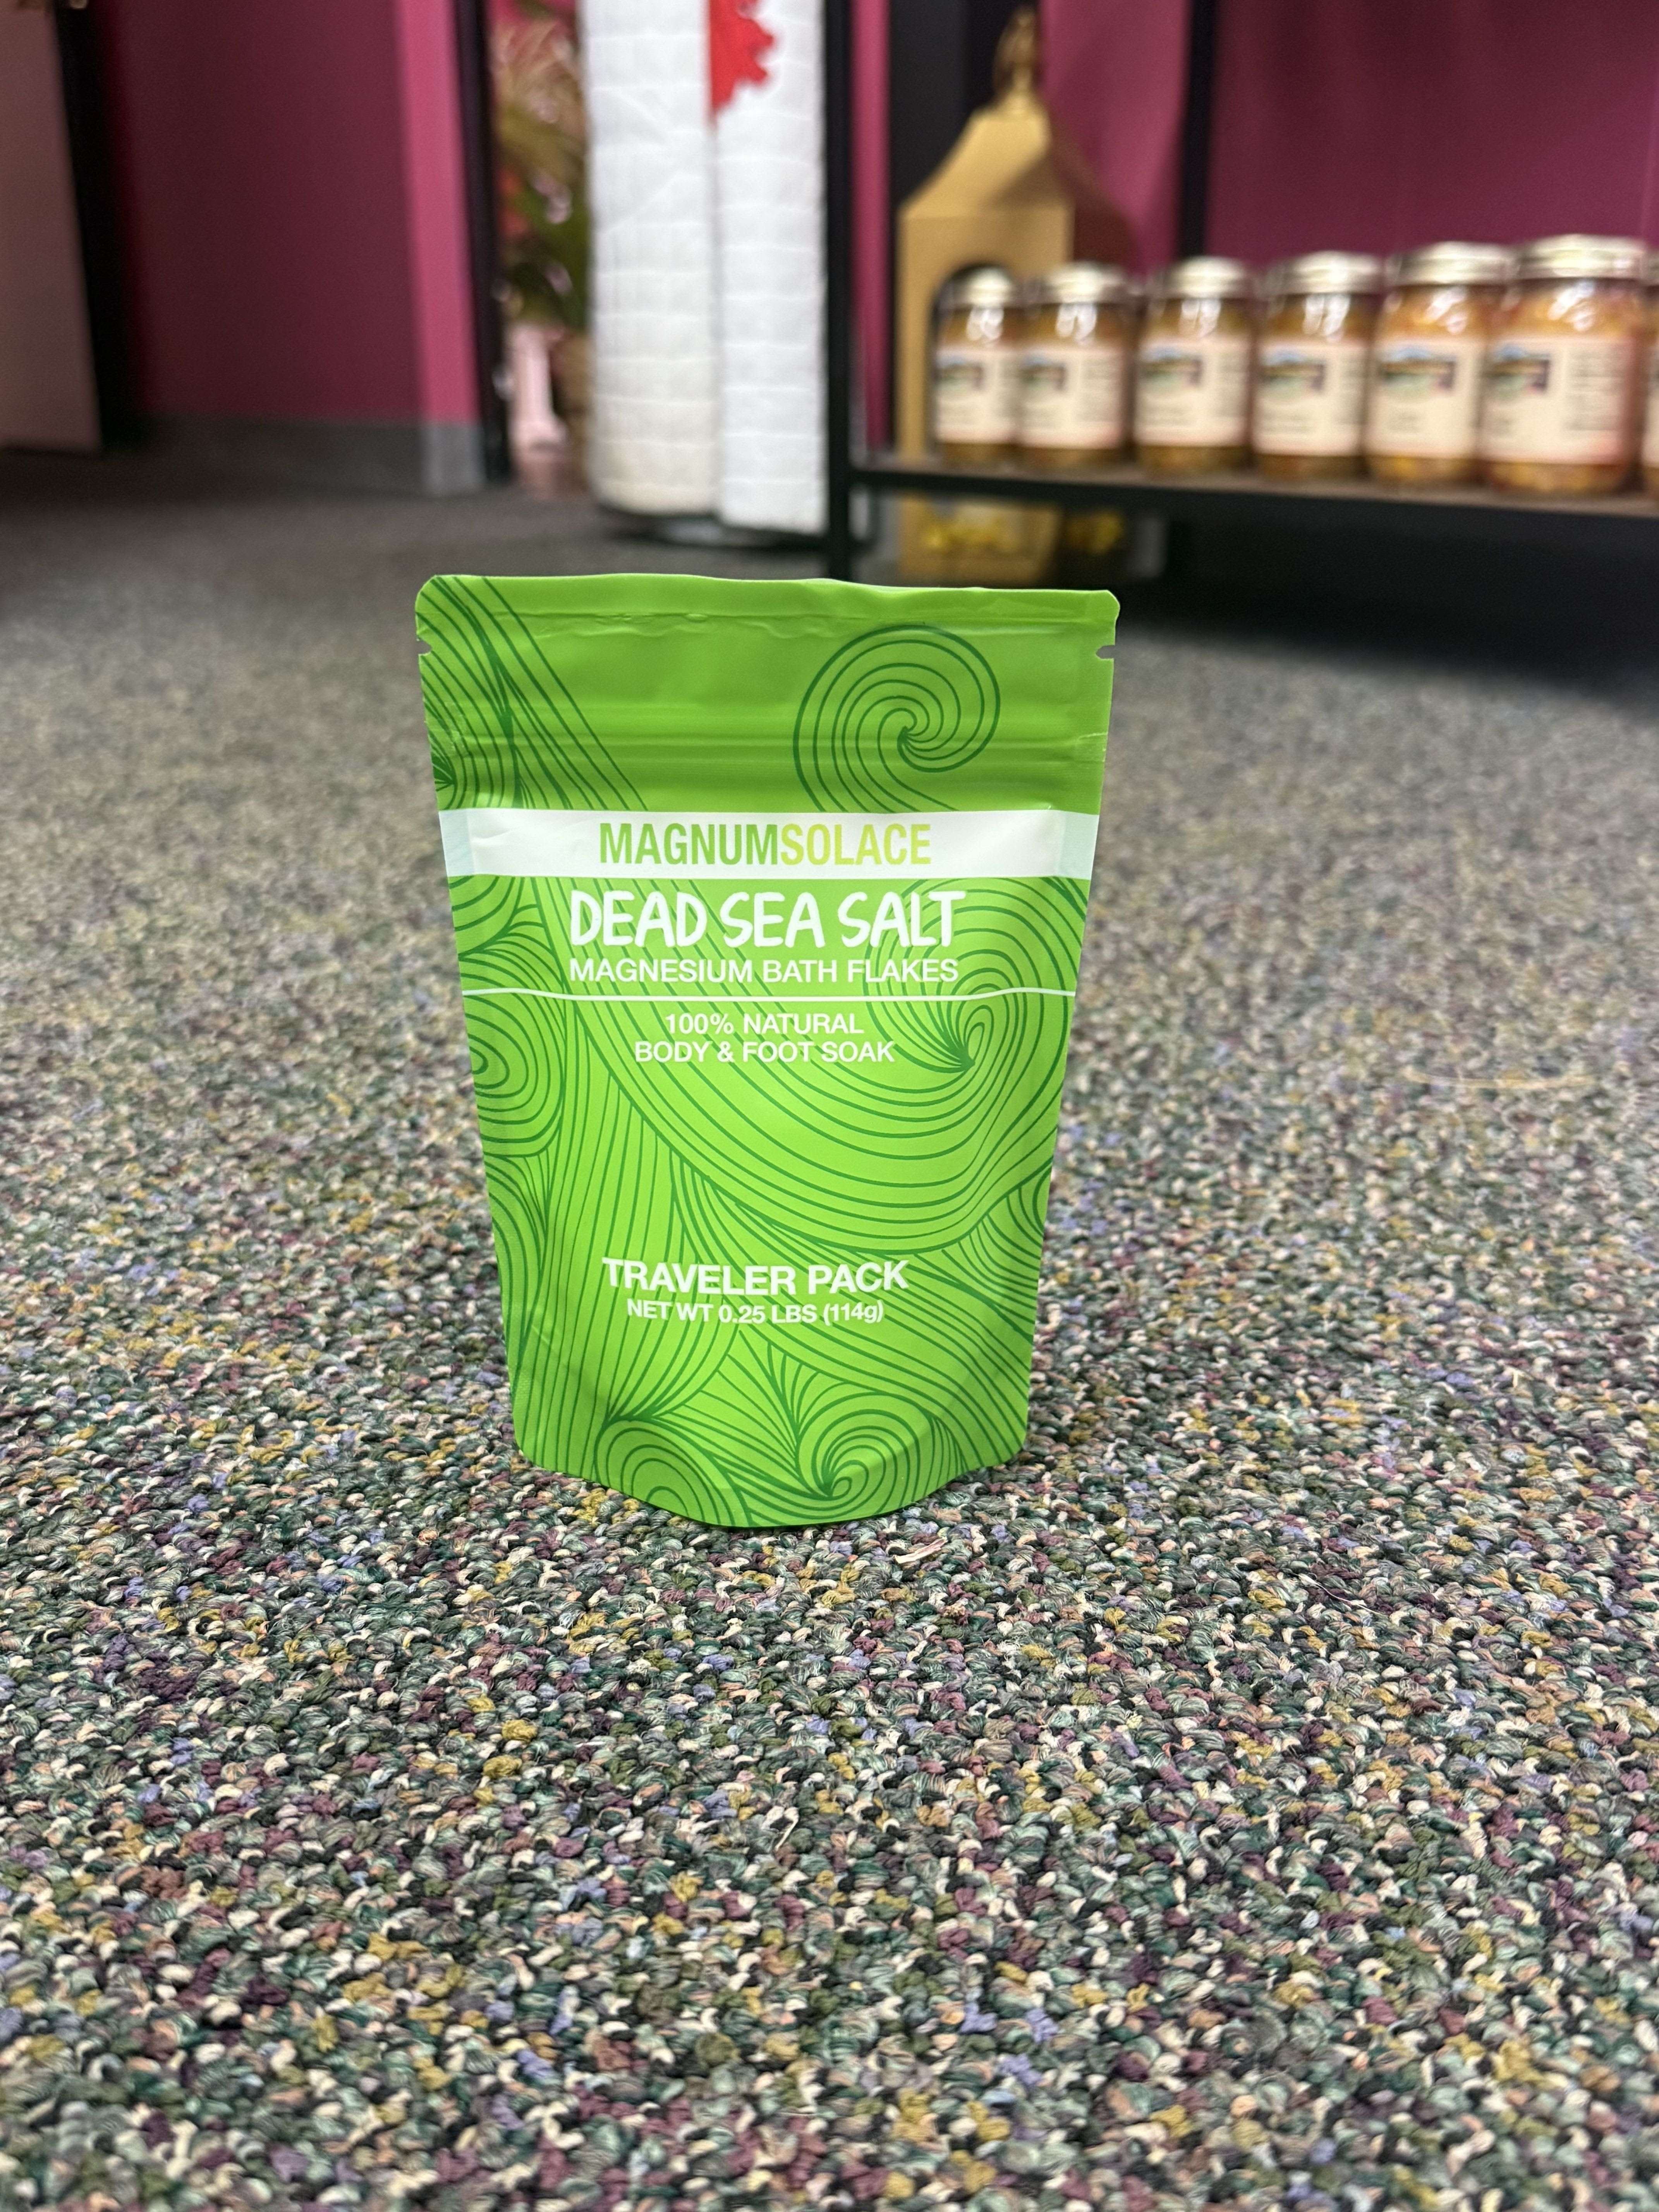 MAGNUMSOLACE
DEAD SEA SALT
MAGNESIUM BATH FLAKES
100% NATURAL
BODY & FOOT SOAK
TRAVELER PACK
NET WT 0.25 LBS (114g)